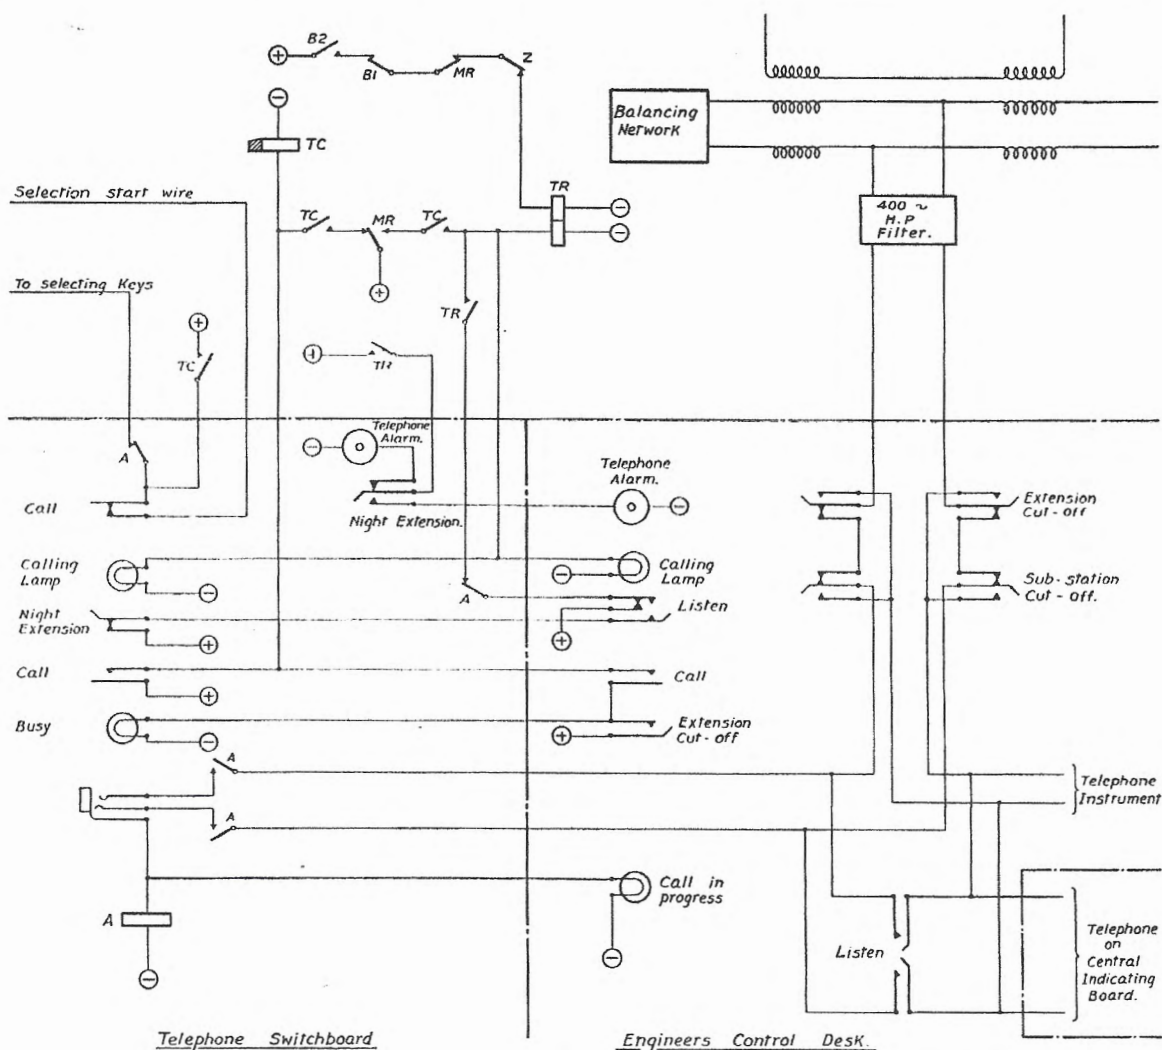 B2
B1
MR
Z
TC
Balancing
Network
TR
Selection start wire
TC
MR
TC
400 ~
H.P
Filter.
To selecting Keys
TR
TC
TR
A
Telephone
Alarm.
Telephone
Alarm.
Call
Night Extension.
Extension
Cut-off
Calling
Lamp
Calling
Lamp
A
Listen
Sub-station
Cut-off.
Night
Extension
Call
Call
Busy
Extension
Cut-off
A
A
Telephone
Instrument
Call in
progress
A
Listen
Telephone
on
Central
Indicating
Board.
Telephone Switchboard
Engineers Control Desk.